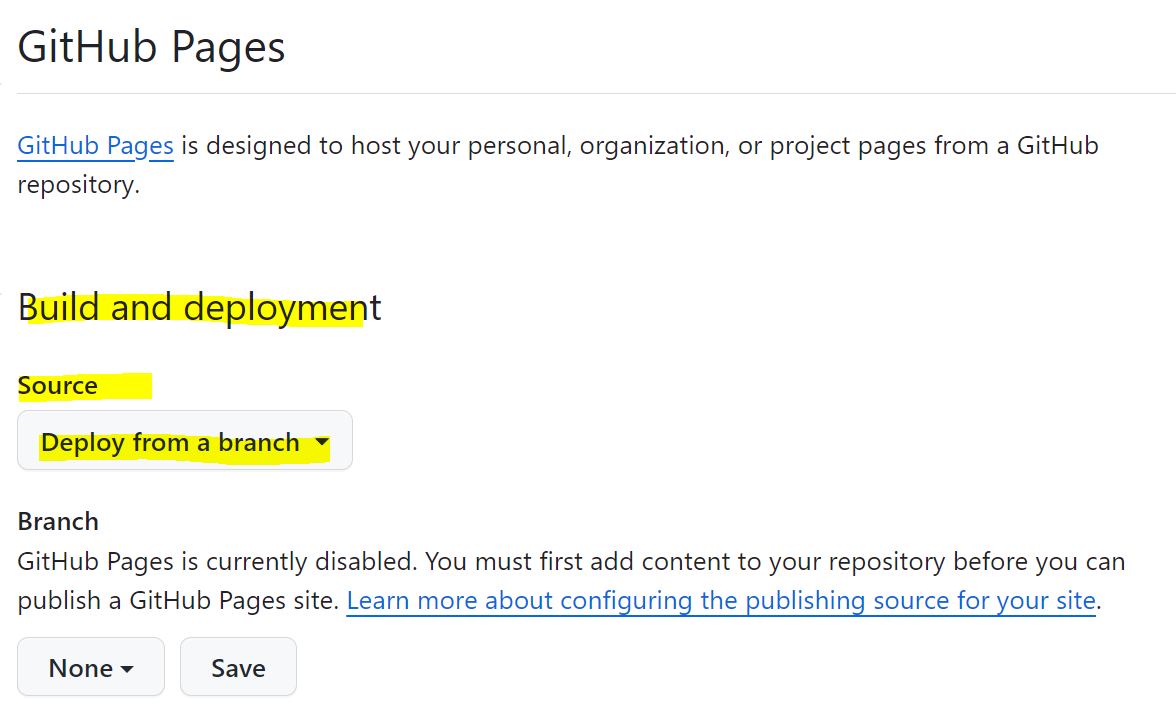 GitHub Pages
GitHub Pages is designed to host your personal, organization, or project pages from a GitHub
repository.
Build and deployment
Source
Deploy from a branch
Branch
GitHub Pages is currently disabled. You must first add content to your repository before you can
publish a GitHub Pages site. Learn more about configuring the publishing source for your site.
None
Save